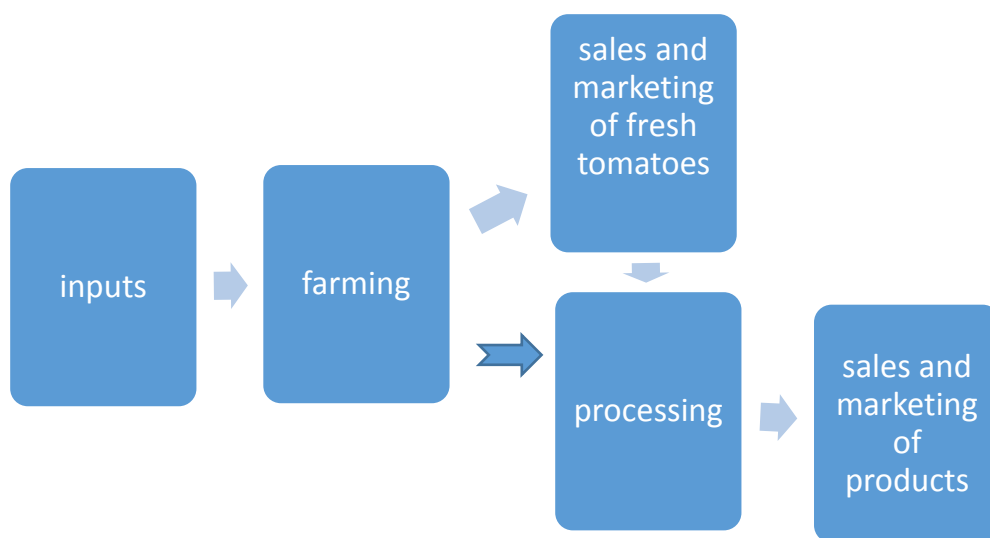 inputs
farming
sales and
marketing
of fresh
tomatoes
processing
sales and
marketing
of
products